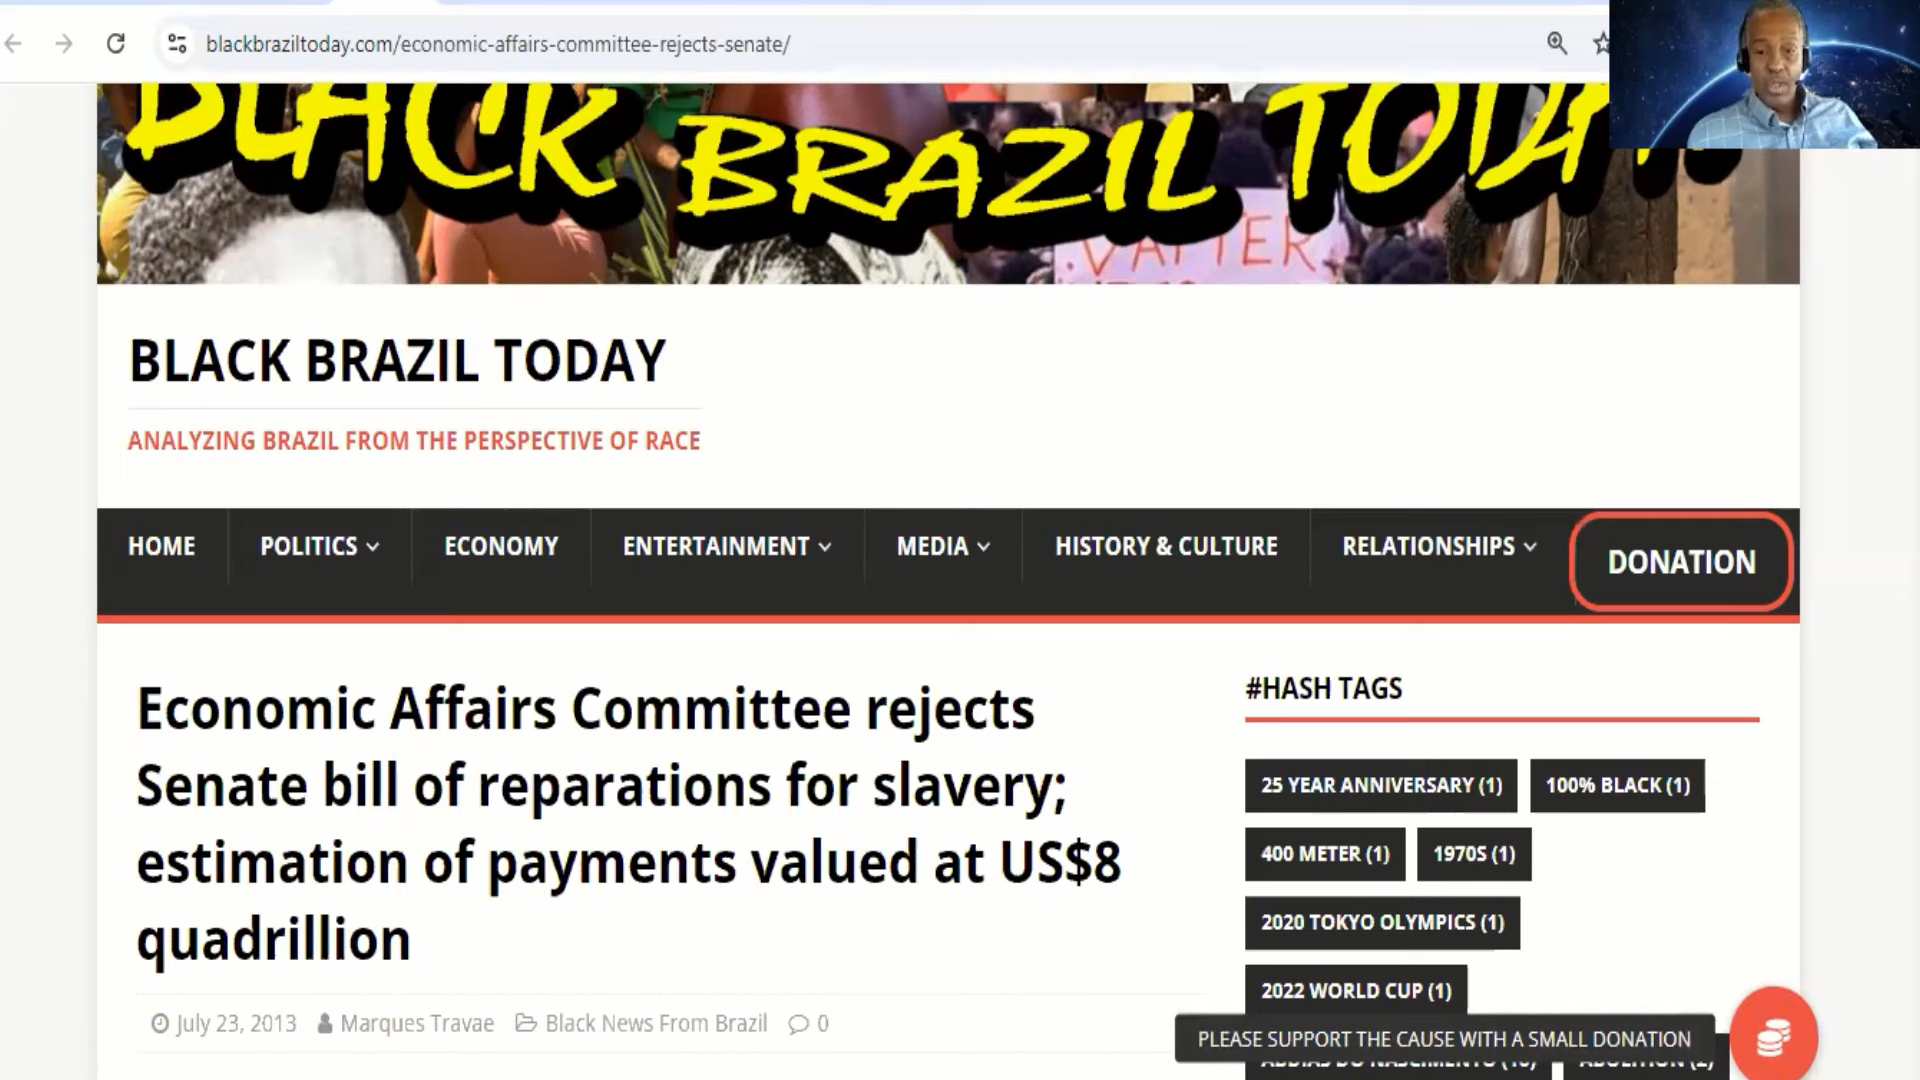 blackbraziltoday.com/economic-affairs-committee-rejects-senate/
BLACK BRAZIL TODAY
BLACK BRAZIL TODAY
ANALYZING BRAZIL FROM THE PERSPECTIVE OF RACE
HOME POLITICS ECONOMY ENTERTAINMENT MEDIA HISTORY & CULTURE RELATIONSHIPS DONATION
Economic Affairs Committee rejects
Senate bill of reparations for slavery;
estimation of payments valued at US$8
quadrillion
July 23, 2013 Marques Travae Black News From Brazil 0
#HASH TAGS
25 YEAR ANNIVERSARY (1) 100% BLACK (1)
400 METER (1) 1970S (1)
2020 TOKYO OLYMPICS (1)
2022 WORLD CUP (1)
PLEASE SUPPORT THE CAUSE WITH A SMALL DONATION